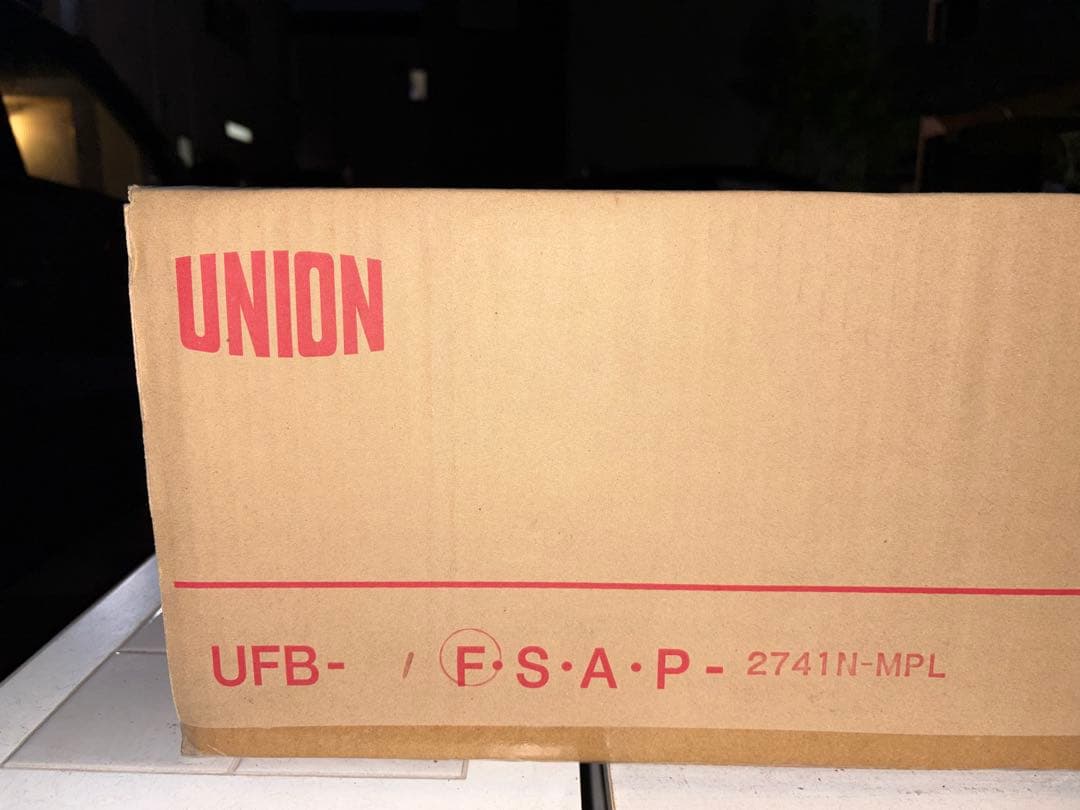 UNION
UFB- / F·S·A·P- 2741N-MPL